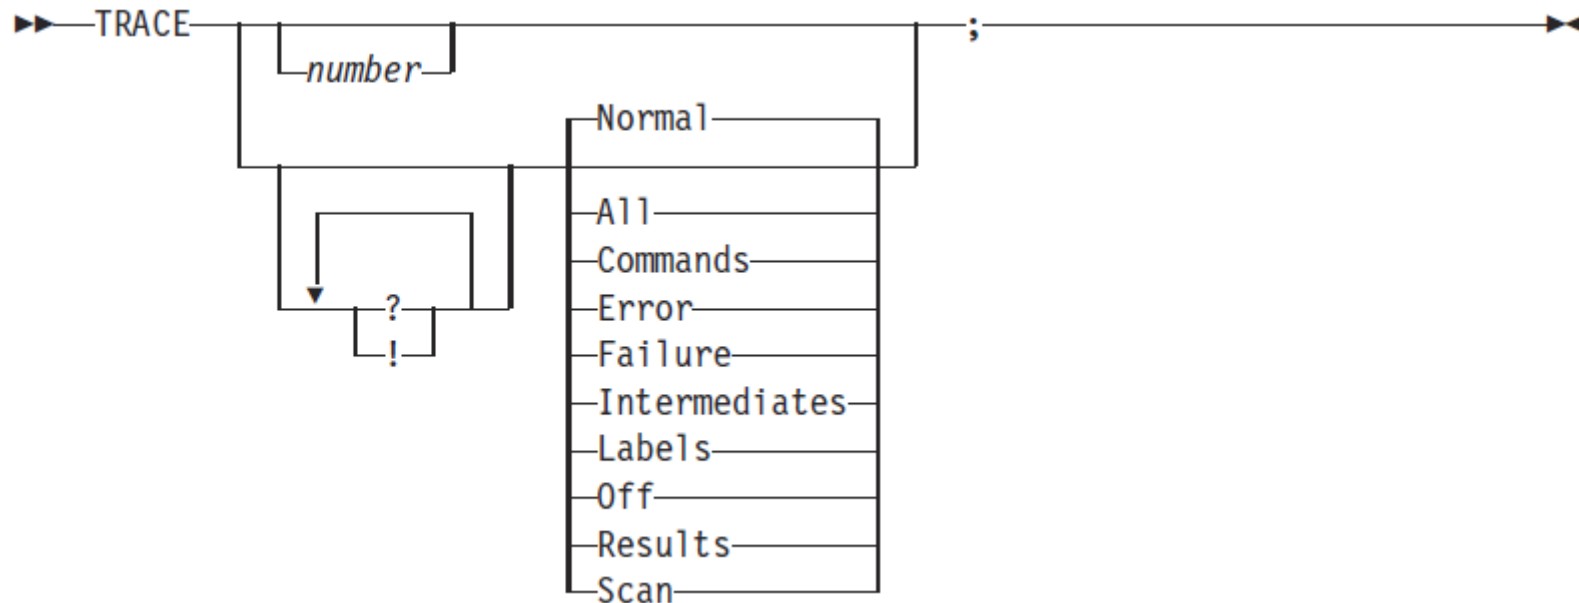 TRACE ;
number
Normal
All
Commands
? Error
! Failure
Intermediates
Labels
Off
Results
Scan